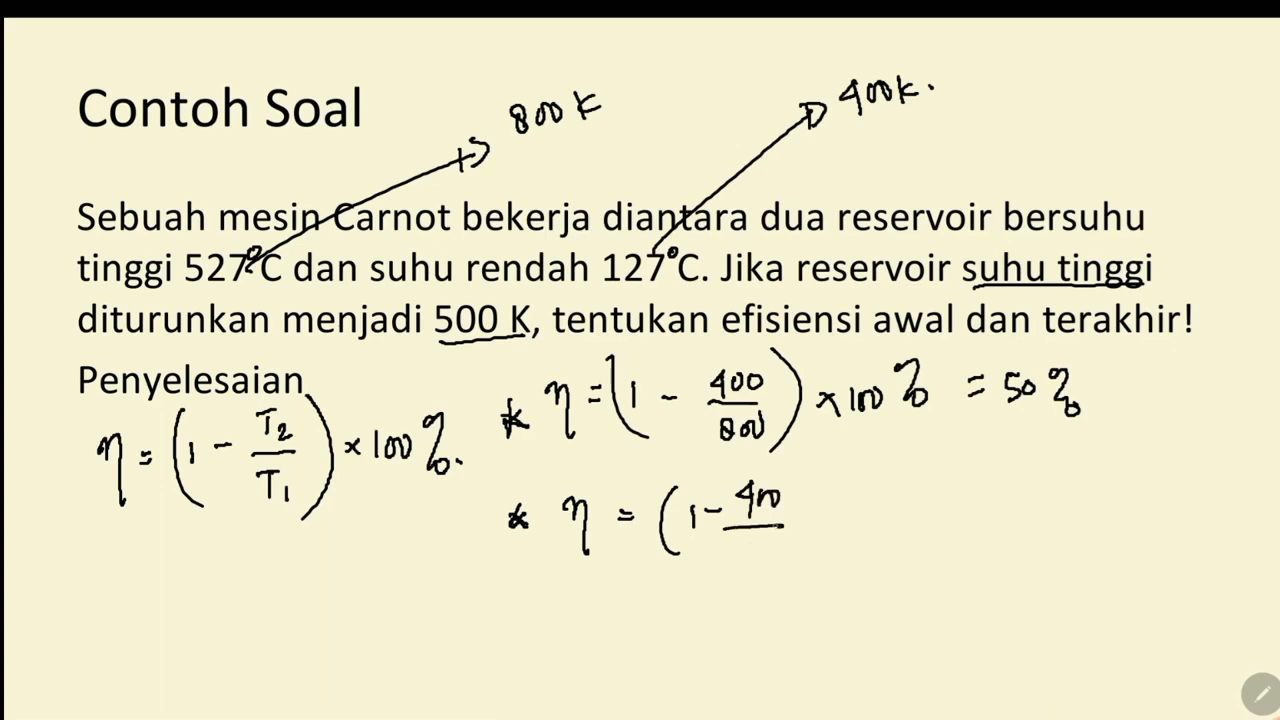 Contoh Soal
800 K
400 K.
Sebuah mesin Carnot bekerja diantara dua reservoir bersuhu
tinggi 527°C dan suhu rendah 127°C. Jika reservoir suhu tinggi
diturunkan menjadi 500 K, tentukan efisiensi awal dan terakhir!
Penyelesaian
η = (1 - T₂/T₁) × 100 %.
* η = (1 - 400/800) × 100 % = 50 %
* η = (1 - 400